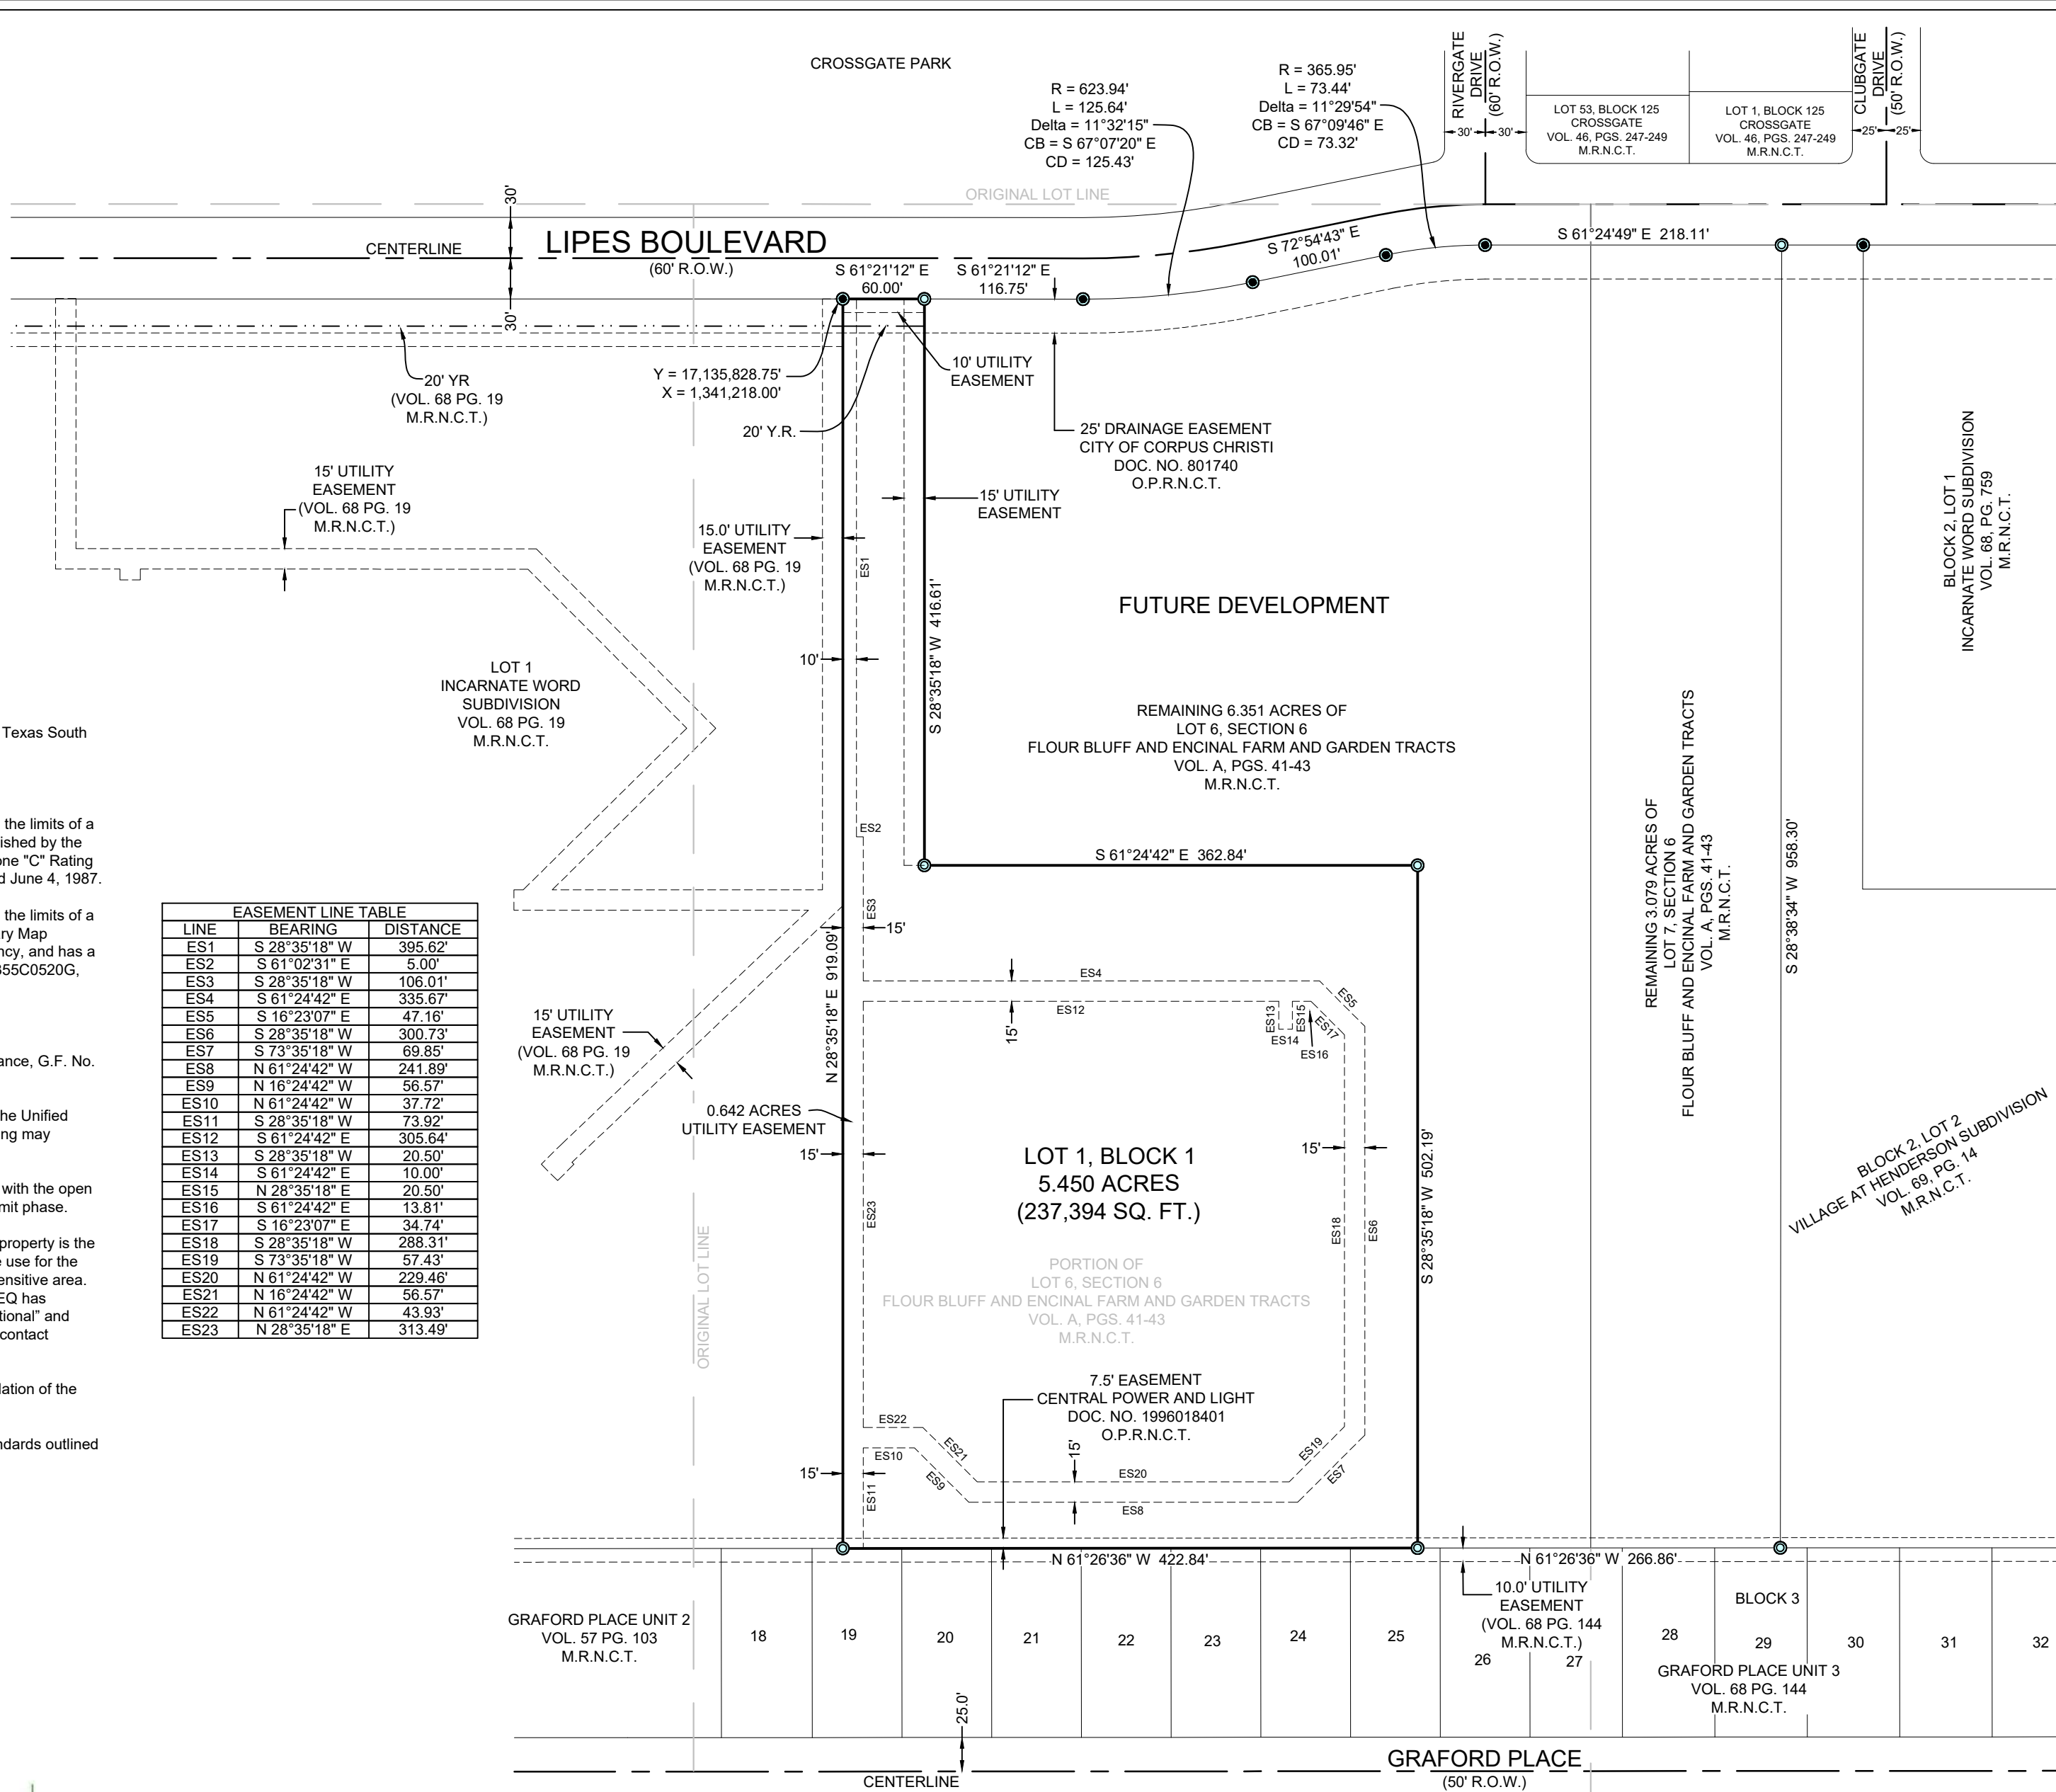 CROSSGATE PARK
R = 623.94'
L = 125.64'
Delta = 11°32'15"
CB = S 67°07'20" E
CD = 125.43'
R = 365.95'
L = 73.44'
Delta = 11°29'54"
CB = S 67°09'46" E
CD = 73.32'
RIVERGATE
DRIVE
(60' R.O.W.)
30'
30'
LOT 53, BLOCK 125
CROSSGATE
VOL. 46, PGS. 247-249
M.R.N.C.T.
LOT 1, BLOCK 125
CROSSGATE
VOL. 46, PGS. 247-249
M.R.N.C.T.
CLUBGATE
DRIVE
(50' R.O.W.)
25'
25'
ORIGINAL LOT LINE
30'
CENTERLINE
LIPES BOULEVARD
(60' R.O.W.)
30'
S 61°21'12" E
60.00'
S 61°21'12" E
116.75'
S 72°54'43" E
100.01'
S 61°24'49" E 218.11'
20' YR
(VOL. 68 PG. 19
M.R.N.C.T.)
Y = 17,135,828.75'
X = 1,341,218.00'
20' Y.R.
10' UTILITY
EASEMENT
25' DRAINAGE EASEMENT
CITY OF CORPUS CHRISTI
DOC. NO. 801740
O.P.R.N.C.T.
15' UTILITY
EASEMENT
(VOL. 68 PG. 19
M.R.N.C.T.)
15.0' UTILITY
EASEMENT
(VOL. 68 PG. 19
M.R.N.C.T.)
ES1
15' UTILITY
EASEMENT
S 28°35'18" W 416.61'
FUTURE DEVELOPMENT
BLOCK 2, LOT 1
INCARNATE WORD SUBDIVISION
VOL. 68, PG. 759
M.R.N.C.T.
10'
LOT 1
INCARNATE WORD
SUBDIVISION
VOL. 68 PG. 19
M.R.N.C.T.
REMAINING 6.351 ACRES OF
LOT 6, SECTION 6
FLOUR BLUFF AND ENCINAL FARM AND GARDEN TRACTS
VOL. A, PGS. 41-43
M.R.N.C.T.
REMAINING 3.079 ACRES OF
LOT 7, SECTION 6
FLOUR BLUFF AND ENCINAL FARM AND GARDEN TRACTS
VOL. A, PGS. 41-43
M.R.N.C.T.
S 28°38'34" W 958.30'
Texas South
the limits of a
ished by the
one "C" Rating
d June 4, 1987.
the limits of a
ry Map
ncy, and has a
355C0520G,
ance, G.F. No.
he Unified
ng may
with the open
mit phase.
property is the
e use for the
ensitive area.
EQ has
tional" and
contact
lation of the
ndards outlined
EASEMENT LINE TABLE
LINE BEARING DISTANCE
ES1 S 28°35'18" W 395.62'
ES2 S 61°02'31" E 5.00'
ES3 S 28°35'18" W 106.01'
ES4 S 61°24'42" E 335.67'
ES5 S 16°23'07" E 47.16'
ES6 S 28°35'18" W 300.73'
ES7 S 73°35'18" W 69.85'
ES8 N 61°24'42" W 241.89'
ES9 N 16°24'42" W 56.57'
ES10 N 61°24'42" W 37.72'
ES11 S 28°35'18" W 73.92'
ES12 S 61°24'42" E 305.64'
ES13 S 28°35'18" W 20.50'
ES14 S 61°24'42" E 10.00'
ES15 N 28°35'18" E 20.50'
ES16 S 61°24'42" E 13.81'
ES17 S 16°23'07" E 34.74'
ES18 S 28°35'18" W 288.31'
ES19 S 73°35'18" W 57.43'
ES20 N 61°24'42" W 229.46'
ES21 N 16°24'42" W 56.57'
ES22 N 61°24'42" W 43.93'
ES23 N 28°35'18" E 313.49'
ES2
S 61°24'42" E 362.84'
ES3
15'
N 28°35'18" E 919.09'
ES4
ES5
ES12
15'
ES13
ES15
ES17
ES14
ES16
15' UTILITY
EASEMENT
(VOL. 68 PG. 19
M.R.N.C.T.)
0.642 ACRES
UTILITY EASEMENT
15'
ES23
LOT 1, BLOCK 1
5.450 ACRES
(237,394 SQ. FT.)
15'
ES18
ES6
S 28°35'18" W 502.19'
BLOCK 2, LOT 2
VILLAGE AT HENDERSON SUBDIVISION
VOL. 69, PG. 14
M.R.N.C.T.
ORIGINAL LOT LINE
PORTION OF
LOT 6, SECTION 6
FLOUR BLUFF AND ENCINAL FARM AND GARDEN TRACTS
VOL. A, PGS. 41-43
M.R.N.C.T.
7.5' EASEMENT
CENTRAL POWER AND LIGHT
DOC. NO. 1996018401
O.P.R.N.C.T.
ES22
ES21
ES10
ES9
15'
ES11
15'
ES20
ES8
ES19
ES7
N 61°26'36" W 422.84'
N 61°26'36" W 266.86'
10.0' UTILITY
EASEMENT
(VOL. 68 PG. 144
M.R.N.C.T.)
BLOCK 3
GRAFORD PLACE UNIT 2
VOL. 57 PG. 103
M.R.N.C.T.
18
19
20
21
22
23
24
25
26
27
28
29
30
31
32
GRAFORD PLACE UNIT 3
VOL. 68 PG. 144
M.R.N.C.T.
25.0'
GRAFORD PLACE
(50' R.O.W.)
CENTERLINE